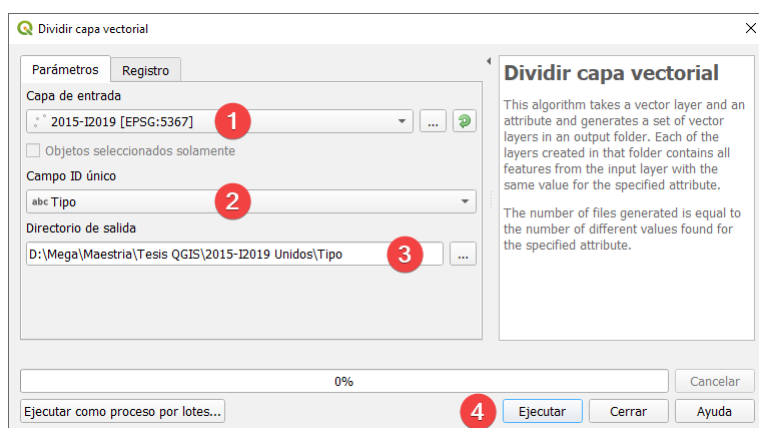 Dividir capa vectorial
Parámetros
Registro
Capa de entrada
2015-I2019 [EPSG:5367]
1
...
Objetos seleccionados solamente
Campo ID único
abc Tipo
2
Directorio de salida
D:\Mega\Maestria\Tesis QGIS\2015-I2019 Unidos\Tipo
3
...
Dividir capa vectorial
This algorithm takes a vector layer and an
attribute and generates a set of vector
layers in an output folder. Each of the
layers created in that folder contains all
features from the input layer with the
same value for the specified attribute.
The number of files generated is equal to
the number of different values found for
the specified attribute.
0%
Cancelar
Ejecutar como proceso por lotes...
4
Ejecutar
Cerrar
Ayuda